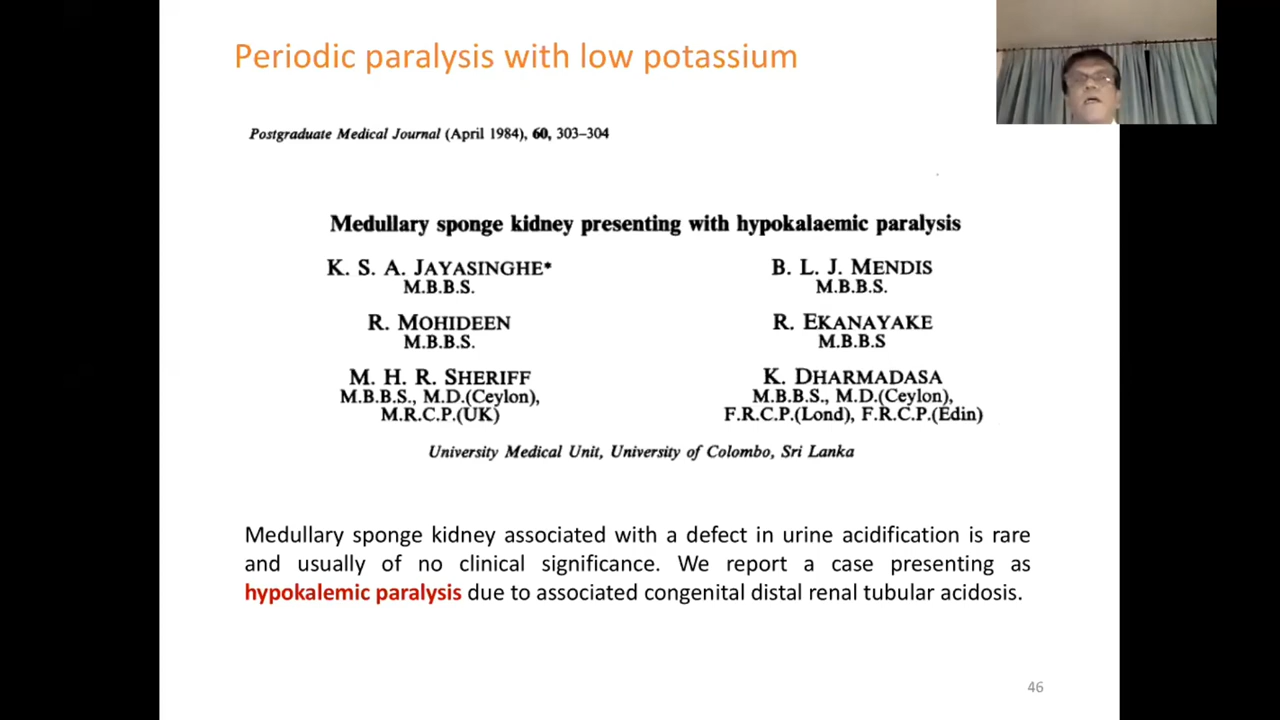 Periodic paralysis with low potassium
Postgraduate Medical Journal (April 1984), 60, 303–304
Medullary sponge kidney presenting with hypokalaemic paralysis
K. S. A. JAYASINGHE*
M.B.B.S.
B. L. J. MENDIS
M.B.B.S.
R. MOHIDEEN
M.B.B.S.
R. EKANAYAKE
M.B.B.S
M. H. R. SHERIFF
M.B.B.S., M.D.(Ceylon),
M.R.C.P.(UK)
K. DHARMADASA
M.B.B.S., M.D.(Ceylon),
F.R.C.P.(Lond), F.R.C.P.(Edin)
University Medical Unit, University of Colombo, Sri Lanka
Medullary sponge kidney associated with a defect in urine acidification is rare
and usually of no clinical significance. We report a case presenting as
hypokalemic paralysis due to associated congenital distal renal tubular acidosis.
46